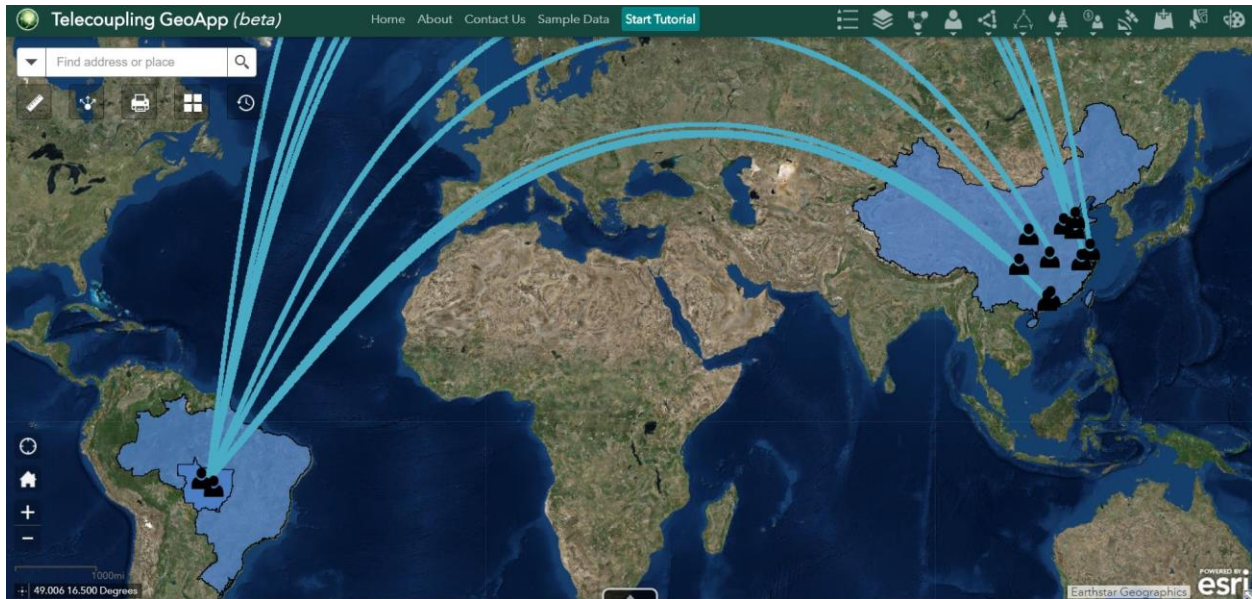 Telecoupling GeoApp (beta)
Home About Contact Us Sample Data Start Tutorial
Find address or place
1000mi
49.006 16.500 Degrees
Earthstar Geographics
POWERED BY
esri